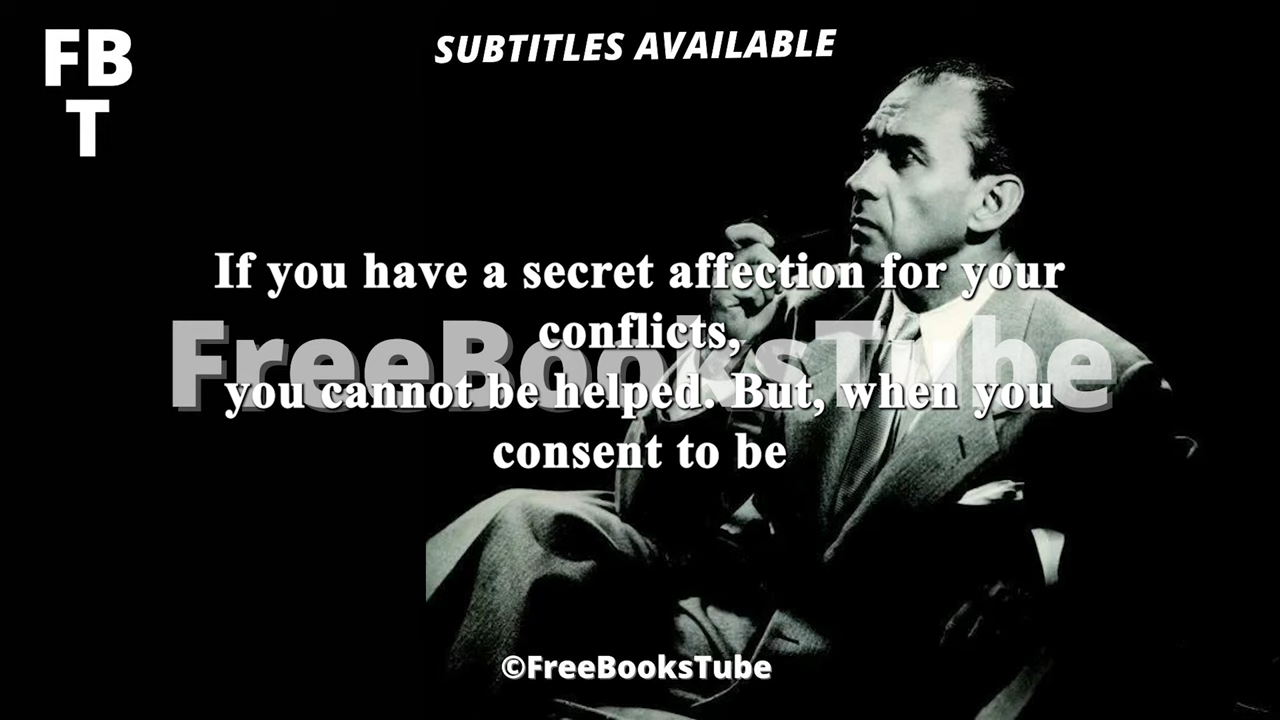 FB
T
SUBTITLES AVAILABLE
If you have a secret affection for your
conflicts,
FreeBooksTube
you cannot be helped. But, when you
consent to be
©FreeBooksTube